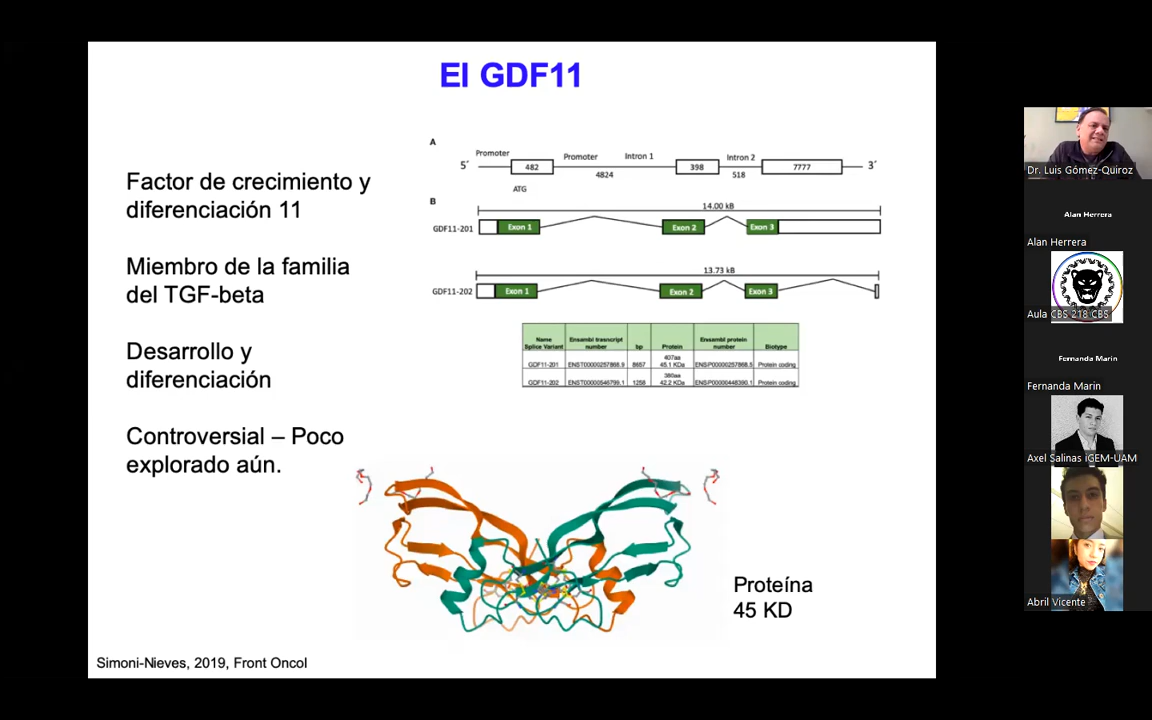 El GDF11
Factor de crecimiento y
diferenciación 11
Miembro de la familia
del TGF-beta
Desarrollo y
diferenciación
Controversial – Poco
explorado aún.
A
Promoter
Promoter
Intron 1
Intron 2
5´
482
4824
398
518
7777
3´
ATG
B
14.00 kB
GDF11-201
Exon 1
Exon 2
Exon 3
13.73 kB
GDF11-202
Exon 1
Exon 2
Exon 3
Name
Splice Variant
Ensambl trascript
number
bp
Protein
Ensambl protein
number
Biotype
GDF11-201
ENST00000257868.9
8657
407aa
45.1 KDa
ENSP00000257868.5
Protein coding
GDF11-202
ENST00000546799.1
1258
380aa
42.2 KDa
ENSP00000448390.1
Protein coding
Proteína
45 KD
Simoni-Nieves, 2019, Front Oncol
Dr. Luis Gómez-Quiroz
Alan Herrera
Alan Herrera
Aula CBS 218 CBS
Fernanda Marin
Fernanda Marin
Axel Salinas iGEM-UAM
Abril Vicente